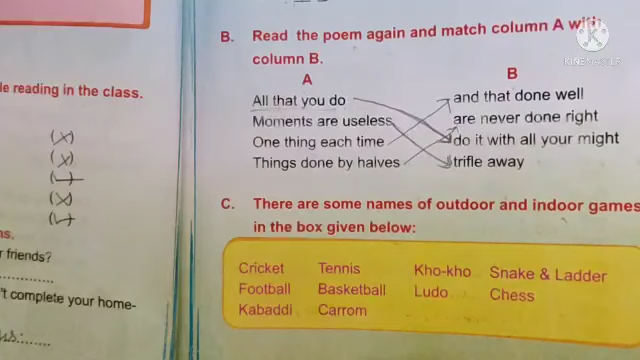 B. Read the poem again and match column A with
column B.
A B
All that you do and that done well
Moments are useless are never done right
One thing each time do it with all your might
Things done by halves trifle away
C. There are some names of outdoor and indoor games
in the box given below:
Cricket Tennis Kho-kho Snake & Ladder
Football Basketball Ludo Chess
Kabaddi Carrom
le reading in the class.
(x)
(x)
(x)
ns.
r friends?
't complete your home-
KINEMASTER